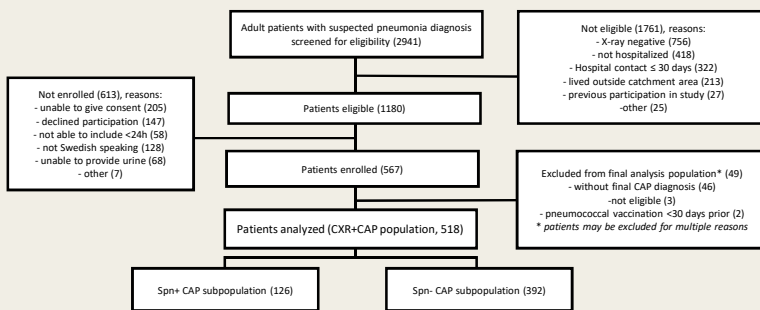 Adult patients with suspected pneumonia diagnosis
screened for eligibility (2941)
Not eligible (1761), reasons:
- X-ray negative (756)
- not hospitalized (418)
- Hospital contact ≤ 30 days (322)
- lived outside catchment area (213)
- previous participation in study (27)
-other (25)
Not enrolled (613), reasons:
- unable to give consent (205)
- declined participation (147)
- not able to include <24h (58)
- not Swedish speaking (128)
- unable to provide urine (68)
- other (7)
Patients eligible (1180)
Patients enrolled (567)
Excluded from final analysis population* (49)
- without final CAP diagnosis (46)
-not eligible (3)
- pneumococcal vaccination <30 days prior (2)
* patients may be excluded for multiple reasons
Patients analyzed (CXR+CAP population, 518)
Spn+ CAP subpopulation (126)
Spn- CAP subpopulation (392)